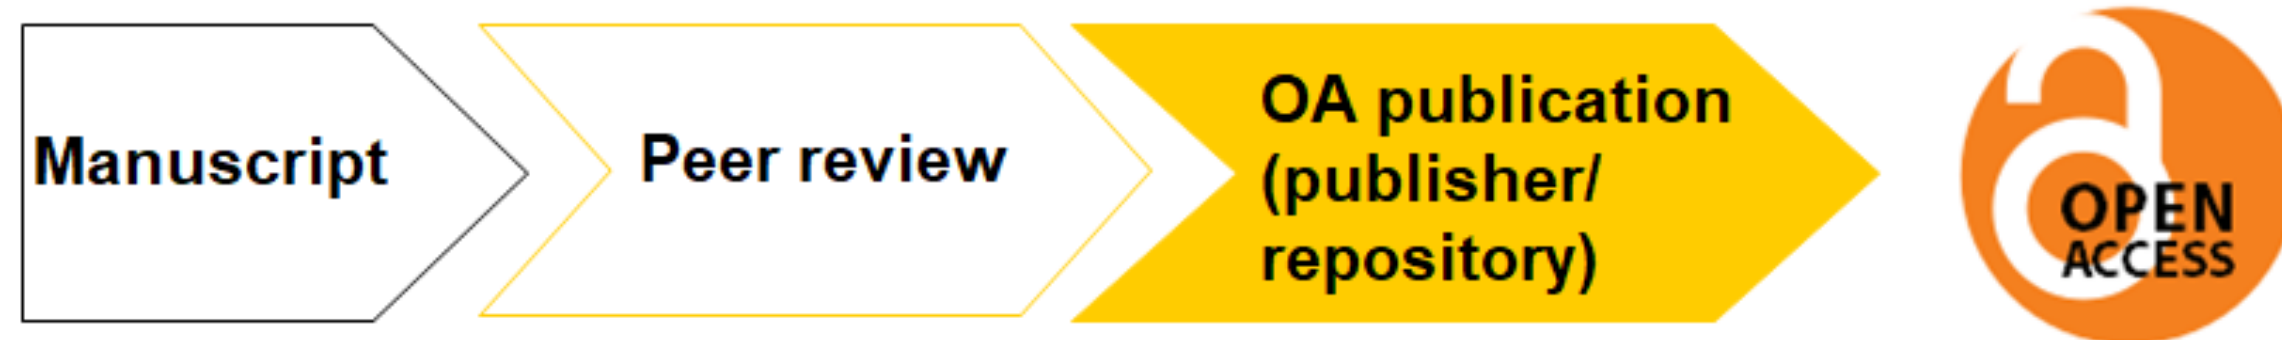 Manuscript
Peer review
OA publication
(publisher/
repository)
OPEN
ACCESS